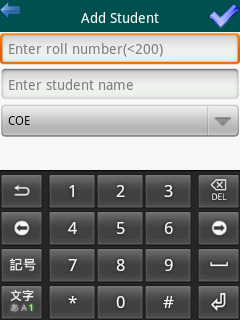 Add Student
Enter roll number(<200)
Enter student name
COE
1 2 3 DEL
4 5 6
記号 7 8 9
文字 あA1 * 0 #